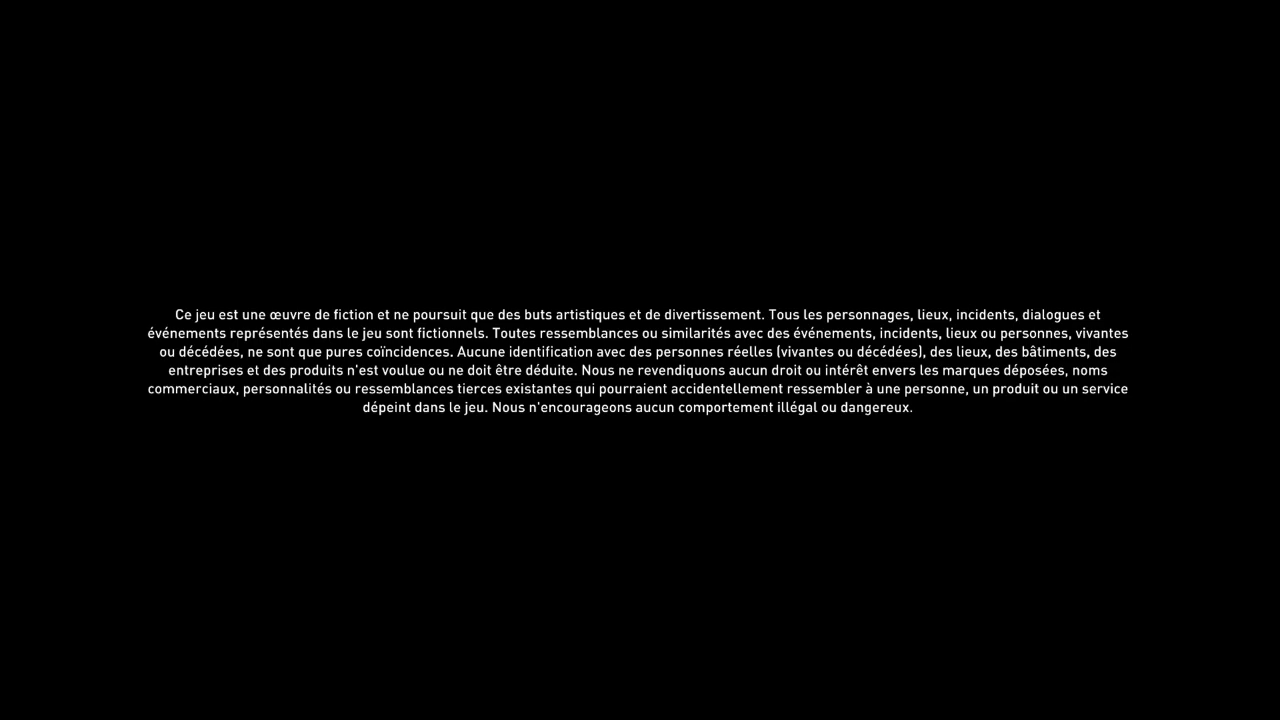 Ce jeu est une œuvre de fiction et ne poursuit que des buts artistiques et de divertissement. Tous les personnages, lieux, incidents, dialogues et
événements représentés dans le jeu sont fictionnels. Toutes ressemblances ou similarités avec des événements, incidents, lieux ou personnes, vivantes
ou décédées, ne sont que pures coïncidences. Aucune identification avec des personnes réelles (vivantes ou décédées), des lieux, des bâtiments, des
entreprises et des produits n'est voulue ou ne doit être déduite. Nous ne revendiquons aucun droit ou intérêt envers les marques déposées, noms
commerciaux, personnalités ou ressemblances tierces existantes qui pourraient accidentellement ressembler à une personne, un produit ou un service
dépeint dans le jeu. Nous n'encourageons aucun comportement illégal ou dangereux.